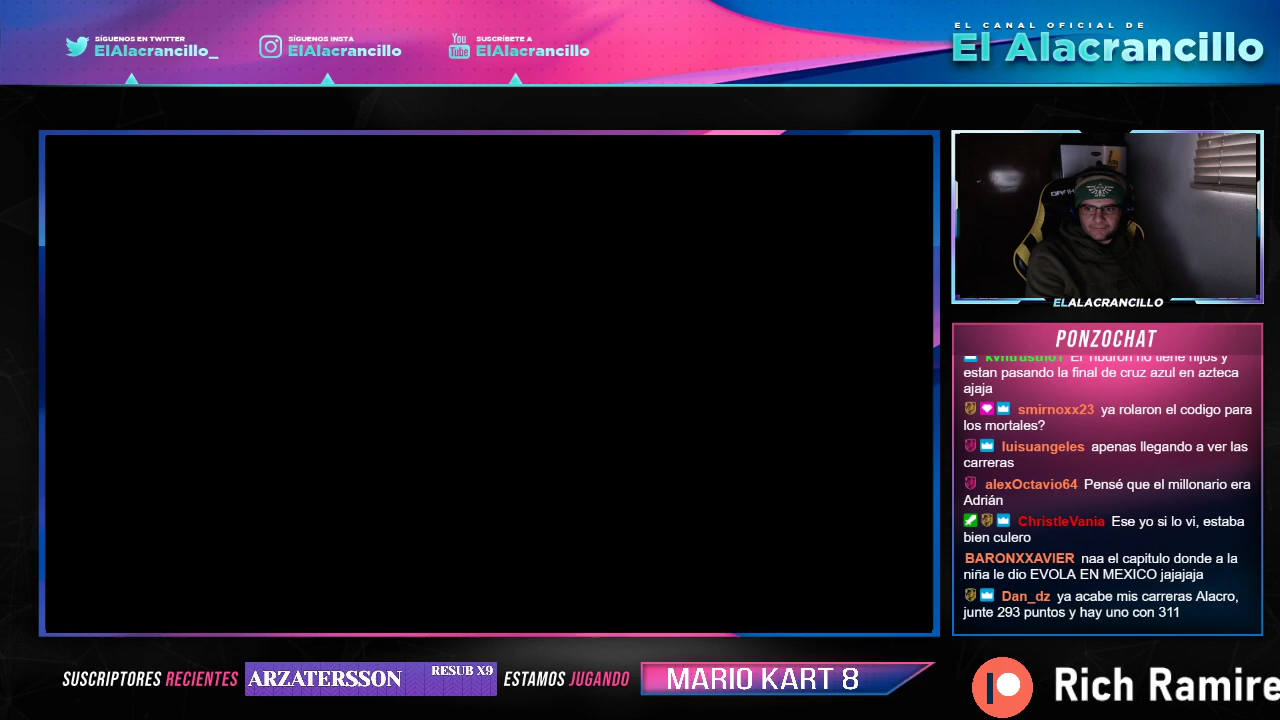 SÍGUENOS EN TWITTER
ElAlacrancillo_
SÍGUENOS INSTA
ElAlacrancillo
You
Tube
SUSCRÍBETE A
ElAlacrancillo
EL CANAL OFICIAL DE
El Alacrancillo
ELALACRANCILLO
PONZOCHAT
El Tiburón no tiene hijos y
estan pasando la final de cruz azul en azteca
ajaja
smirnoxx23 ya rolaron el codigo para
los mortales?
luisuangeles apenas llegando a ver las
carreras
alexOctavio64 Pensé que el millonario era
Adrián
ChristleVania Ese yo si lo vi, estaba
bien culero
BARONXXAVIER naa el capitulo donde a la
niña le dio EVOLA EN MEXICO jajajaja
Dan_dz ya acabe mis carreras Alacro,
junte 293 puntos y hay uno con 311
SUSCRIPTORES RECIENTES
ARZATERSSON
RESUB X9
ESTAMOS JUGANDO
MARIO KART 8
Rich Ramire